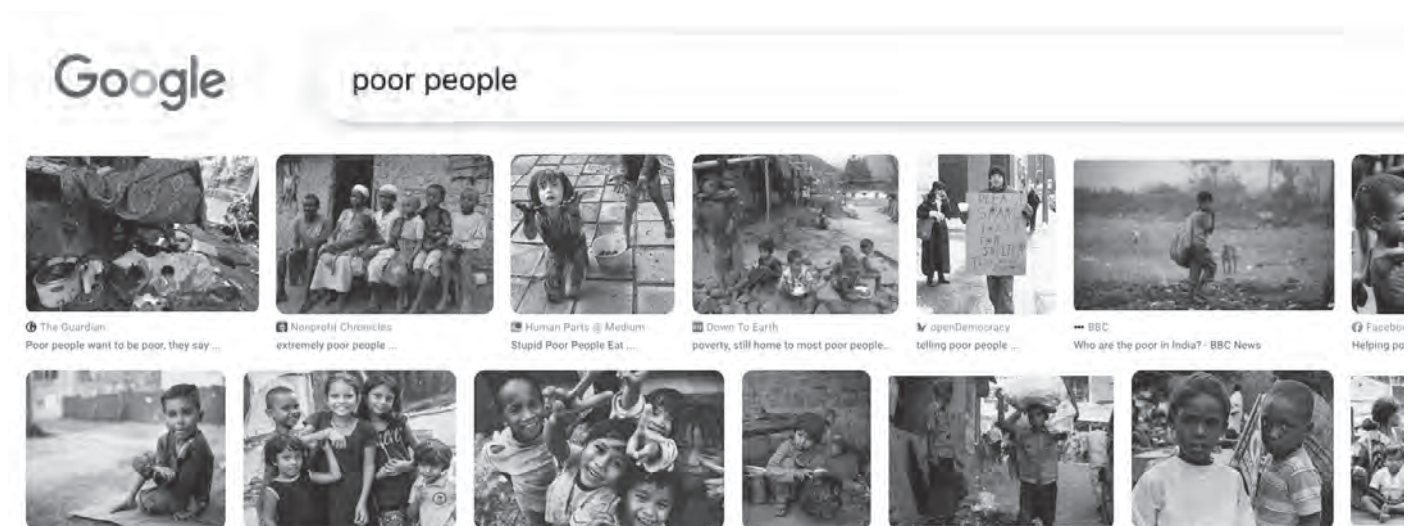 Google
poor people
The Guardian
Poor people want to be poor, they say ...
Nonprofit Chronicles
extremely poor people ...
Human Parts @ Medium
Stupid Poor People Eat ...
Down To Earth
poverty, still home to most poor people...
openDemocracy
telling poor people ...
BBC
Who are the poor in India? - BBC News
Helping